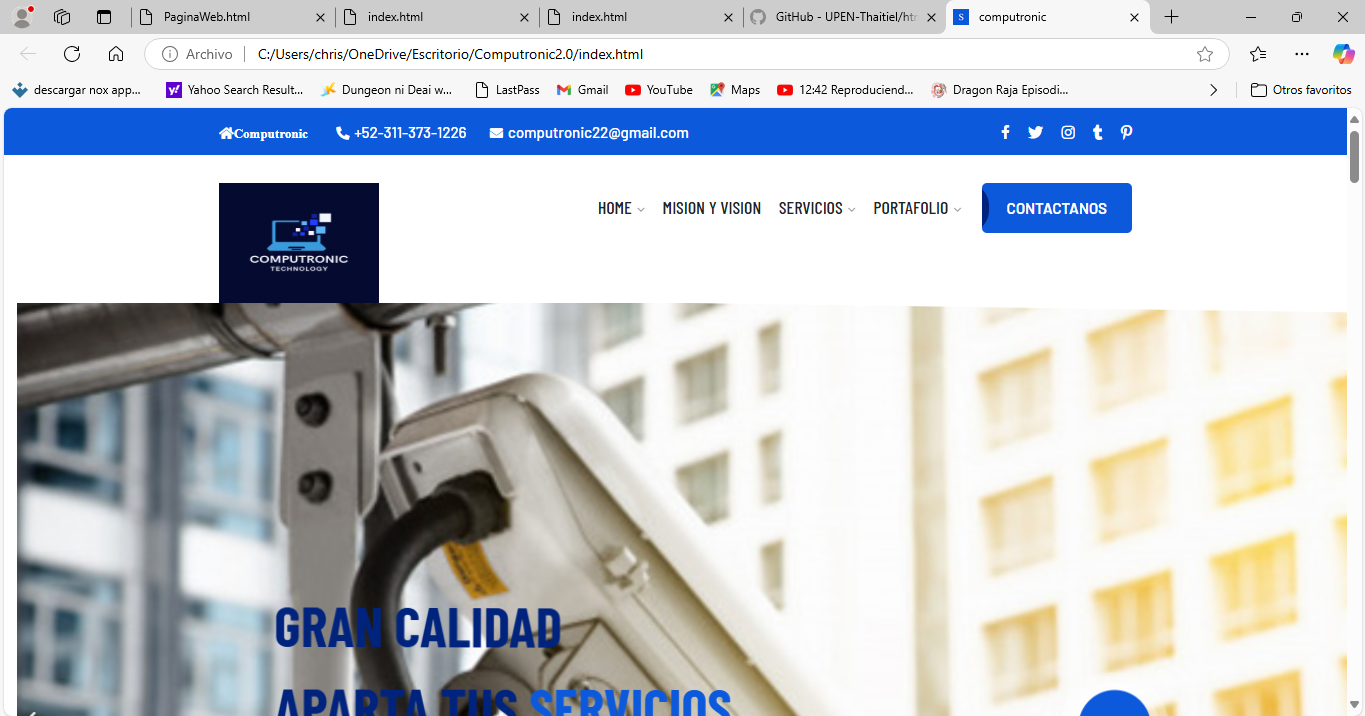 PaginaWeb.html
index.html
index.html
GitHub - UPEN-Thaitiel/htm
computronic
Archivo
C:/Users/chris/OneDrive/Escritorio/Computronic2.0/index.html
descargar nox app...
Yahoo Search Result...
Dungeon ni Deai w...
LastPass
Gmail
YouTube
Maps
12:42 Reproduciend...
Dragon Raja Episodi...
Otros favoritos
Computronic
+52-311-373-1226
computronic22@gmail.com
COMPUTRONIC
TECHNOLOGY
HOME
MISION Y VISION
SERVICIOS
PORTAFOLIO
CONTACTANOS
GRAN CALIDAD
APARTA TUS SERVICIOS